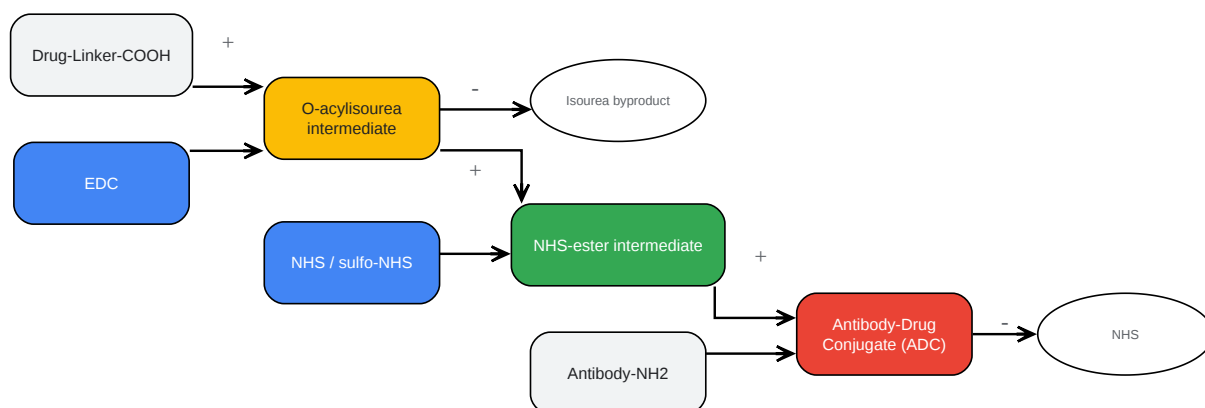 Drug-Linker-COOH
+
O-acylisourea
intermediate
-
Isourea byproduct
EDC
+
NHS / sulfo-NHS
NHS-ester intermediate
+
Antibody-NH2
Antibody-Drug
Conjugate (ADC)
-
NHS